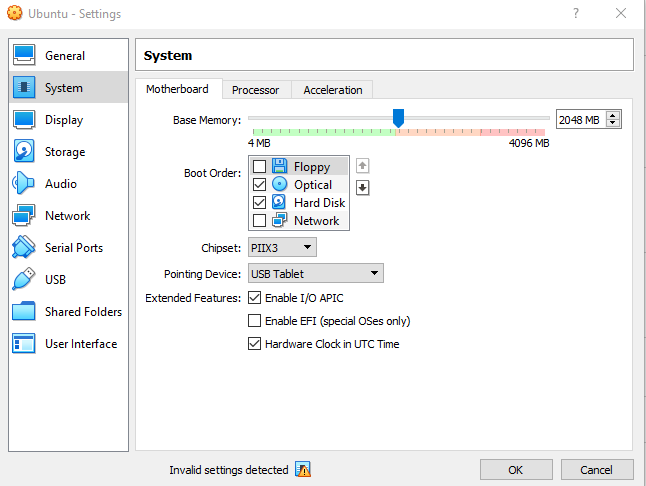 Ubuntu - Settings
General
System
Display
Storage
Audio
Network
Serial Ports
USB
Shared Folders
User Interface
System
Motherboard Processor Acceleration
Base Memory: 2048 MB
4 MB 4096 MB
Boot Order:
Floppy
Optical
Hard Disk
Network
Chipset: PIIX3
Pointing Device: USB Tablet
Extended Features: Enable I/O APIC
Enable EFI (special OSes only)
Hardware Clock in UTC Time
Invalid settings detected
OK Cancel